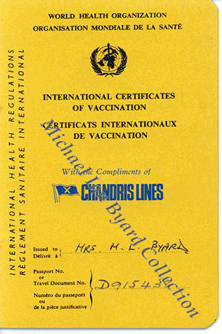 WORLD HEALTH ORGANIZATION
ORGANISATION MONDIALE DE LA SANTÉ
INTERNATIONAL HEALTH REGULATIONS
RÈGLEMENT SANITAIRE INTERNATIONAL
INTERNATIONAL CERTIFICATES
OF VACCINATION
CERTIFICATS INTERNATIONAUX
DE VACCINATION
With the Compliments of
CHANDRIS LINES
Issued to MRS. M. L. BYARD
Délivré à
Passport No.
or
Travel Document No.
Numéro du passeport
ou
de la pièce justificative
Byard Collection